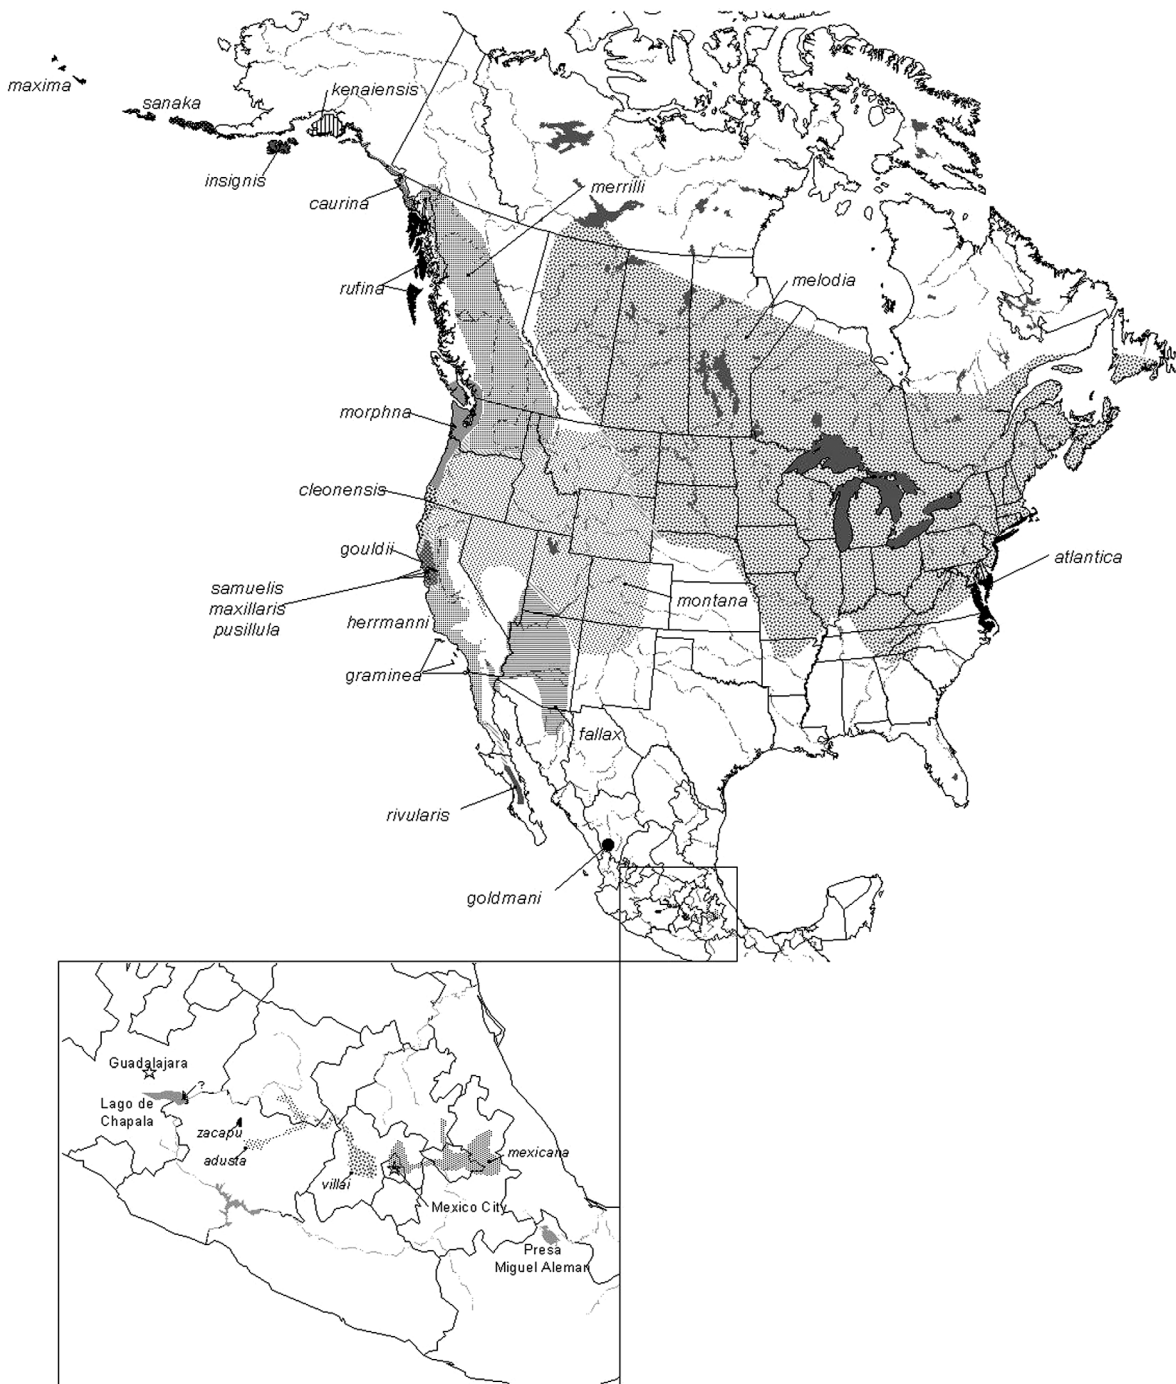 maxima
sanaka
kenaiensis
insignis
caurina
merrilli
rufina
melodia
morphna
cleonensis
gouldii
atlantica
samuelis
maxillaris
pusillula
montana
herrmanni
graminea
fallax
rivularis
goldmani
Guadalajara
?
Lago de
Chapala
zacapu
adusta
mexicana
villai
Mexico City
Presa
Miguel Aleman